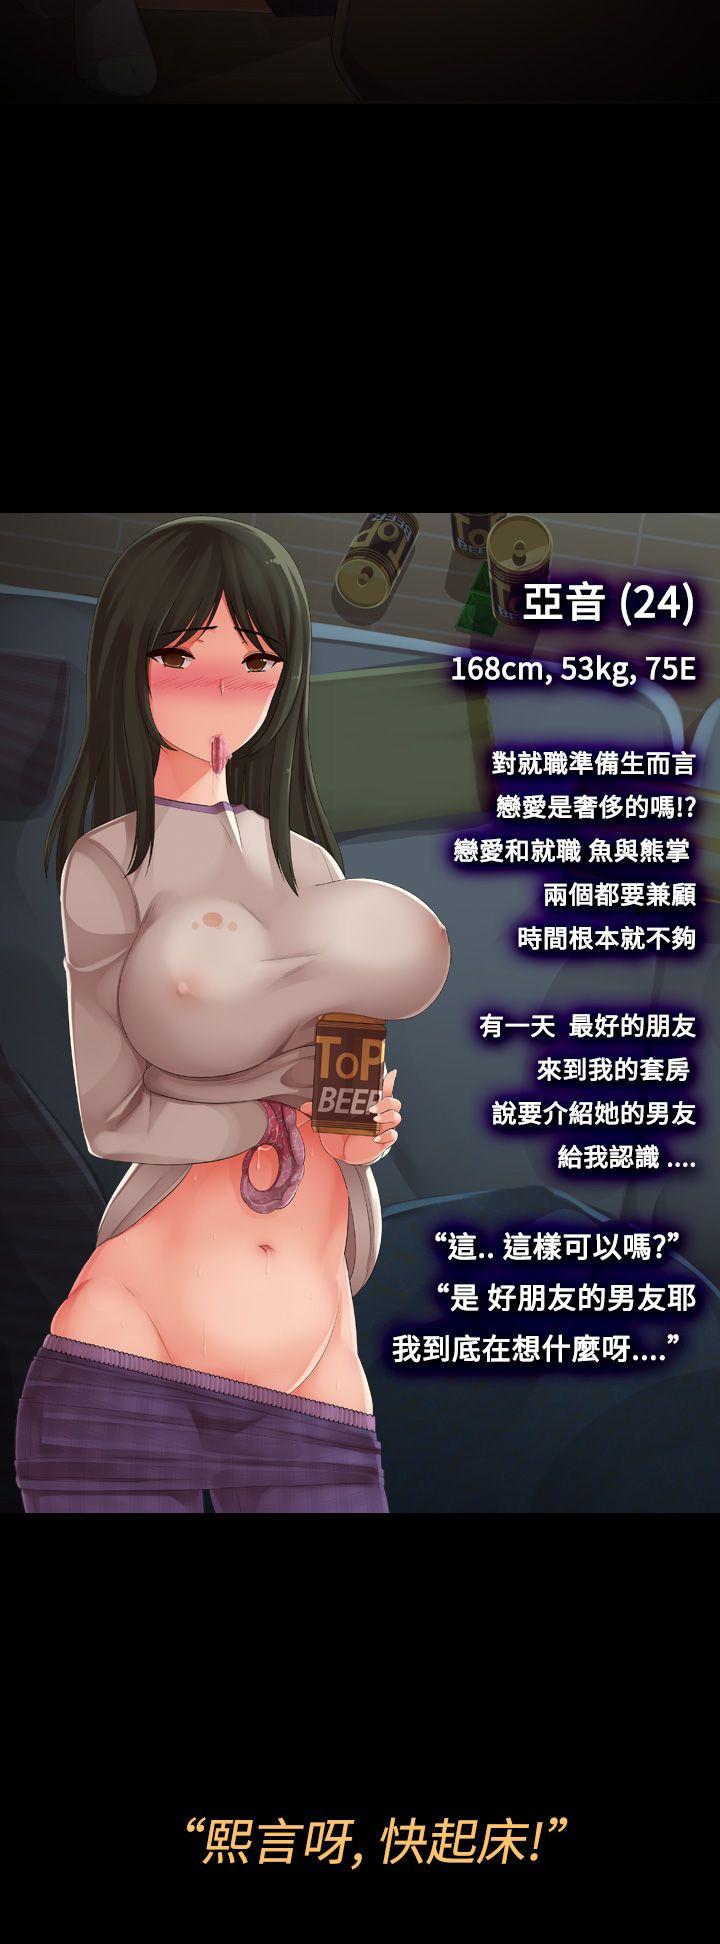 TOP
BEER
TOP
BEER
TOP
亞音 (24)
168cm, 53kg, 75E
對就職準備生而言
戀愛是奢侈的嗎!?
戀愛和就職 魚與熊掌
兩個都要兼顧
時間根本就不夠
有一天 最好的朋友
來到我的套房
說要介紹她的男友
給我認識 ....
ToP
BEER
“這.. 這樣可以嗎?”
“是 好朋友的男友耶
我到底在想什麼呀....”
“熙言呀, 快起床!”